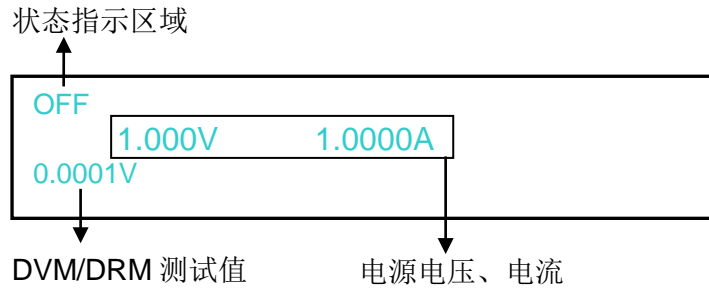 状态指示区域
OFF
1.000V 1.0000A
0.0001V
DVM/DRM 测试值 电源电压、电流